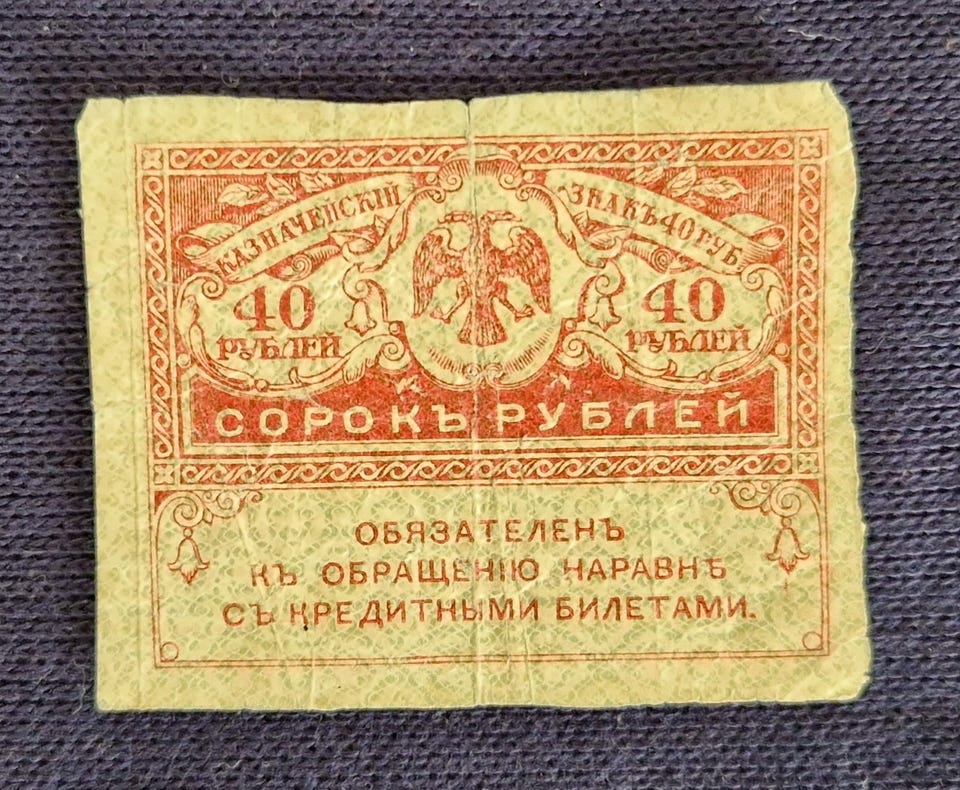 КАЗНАЧЕЙСКІЙ
ЗНАКЪ 40 РУБ.
40
РУБЛЕЙ
40
РУБЛЕЙ
СОРОКЪ РУБЛЕЙ
ОБЯЗАТЕЛЕНЪ
КЪ ОБРАЩЕНІЮ НАРАВНѢ
СЪ КРЕДИТНЫМИ БИЛЕТАМИ.